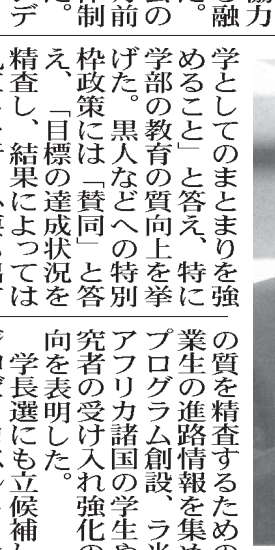 協力
る融
た。
学としてのまとまりを強
めること」と答え、特に
学部の教育の質向上を挙
げた。黒人などへの特別
枠政策には「賛同」と答
え、「目標の達成状況を
精査し、結果によっては
の質を精査するための
業生の進路情報を集め
プログラム創設、ラ米
アフリカ諸国の学生や
究者の受け入れ強化の
向を表明した。
学長選にも立候補し